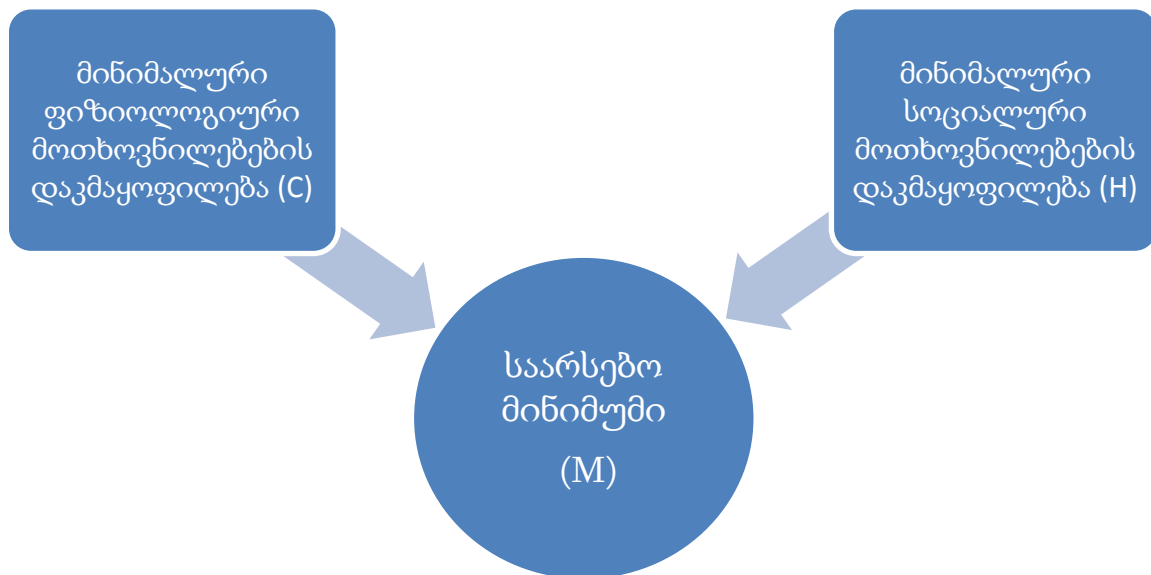 მინიმალური
ფიზიოლოგიური
მოთხოვნილებების
დაკმაყოფილება (C)
მინიმალური
სოციალური
მოთხოვნილებების
დაკმაყოფილება (H)
საარსებო
მინიმუმი
(M)